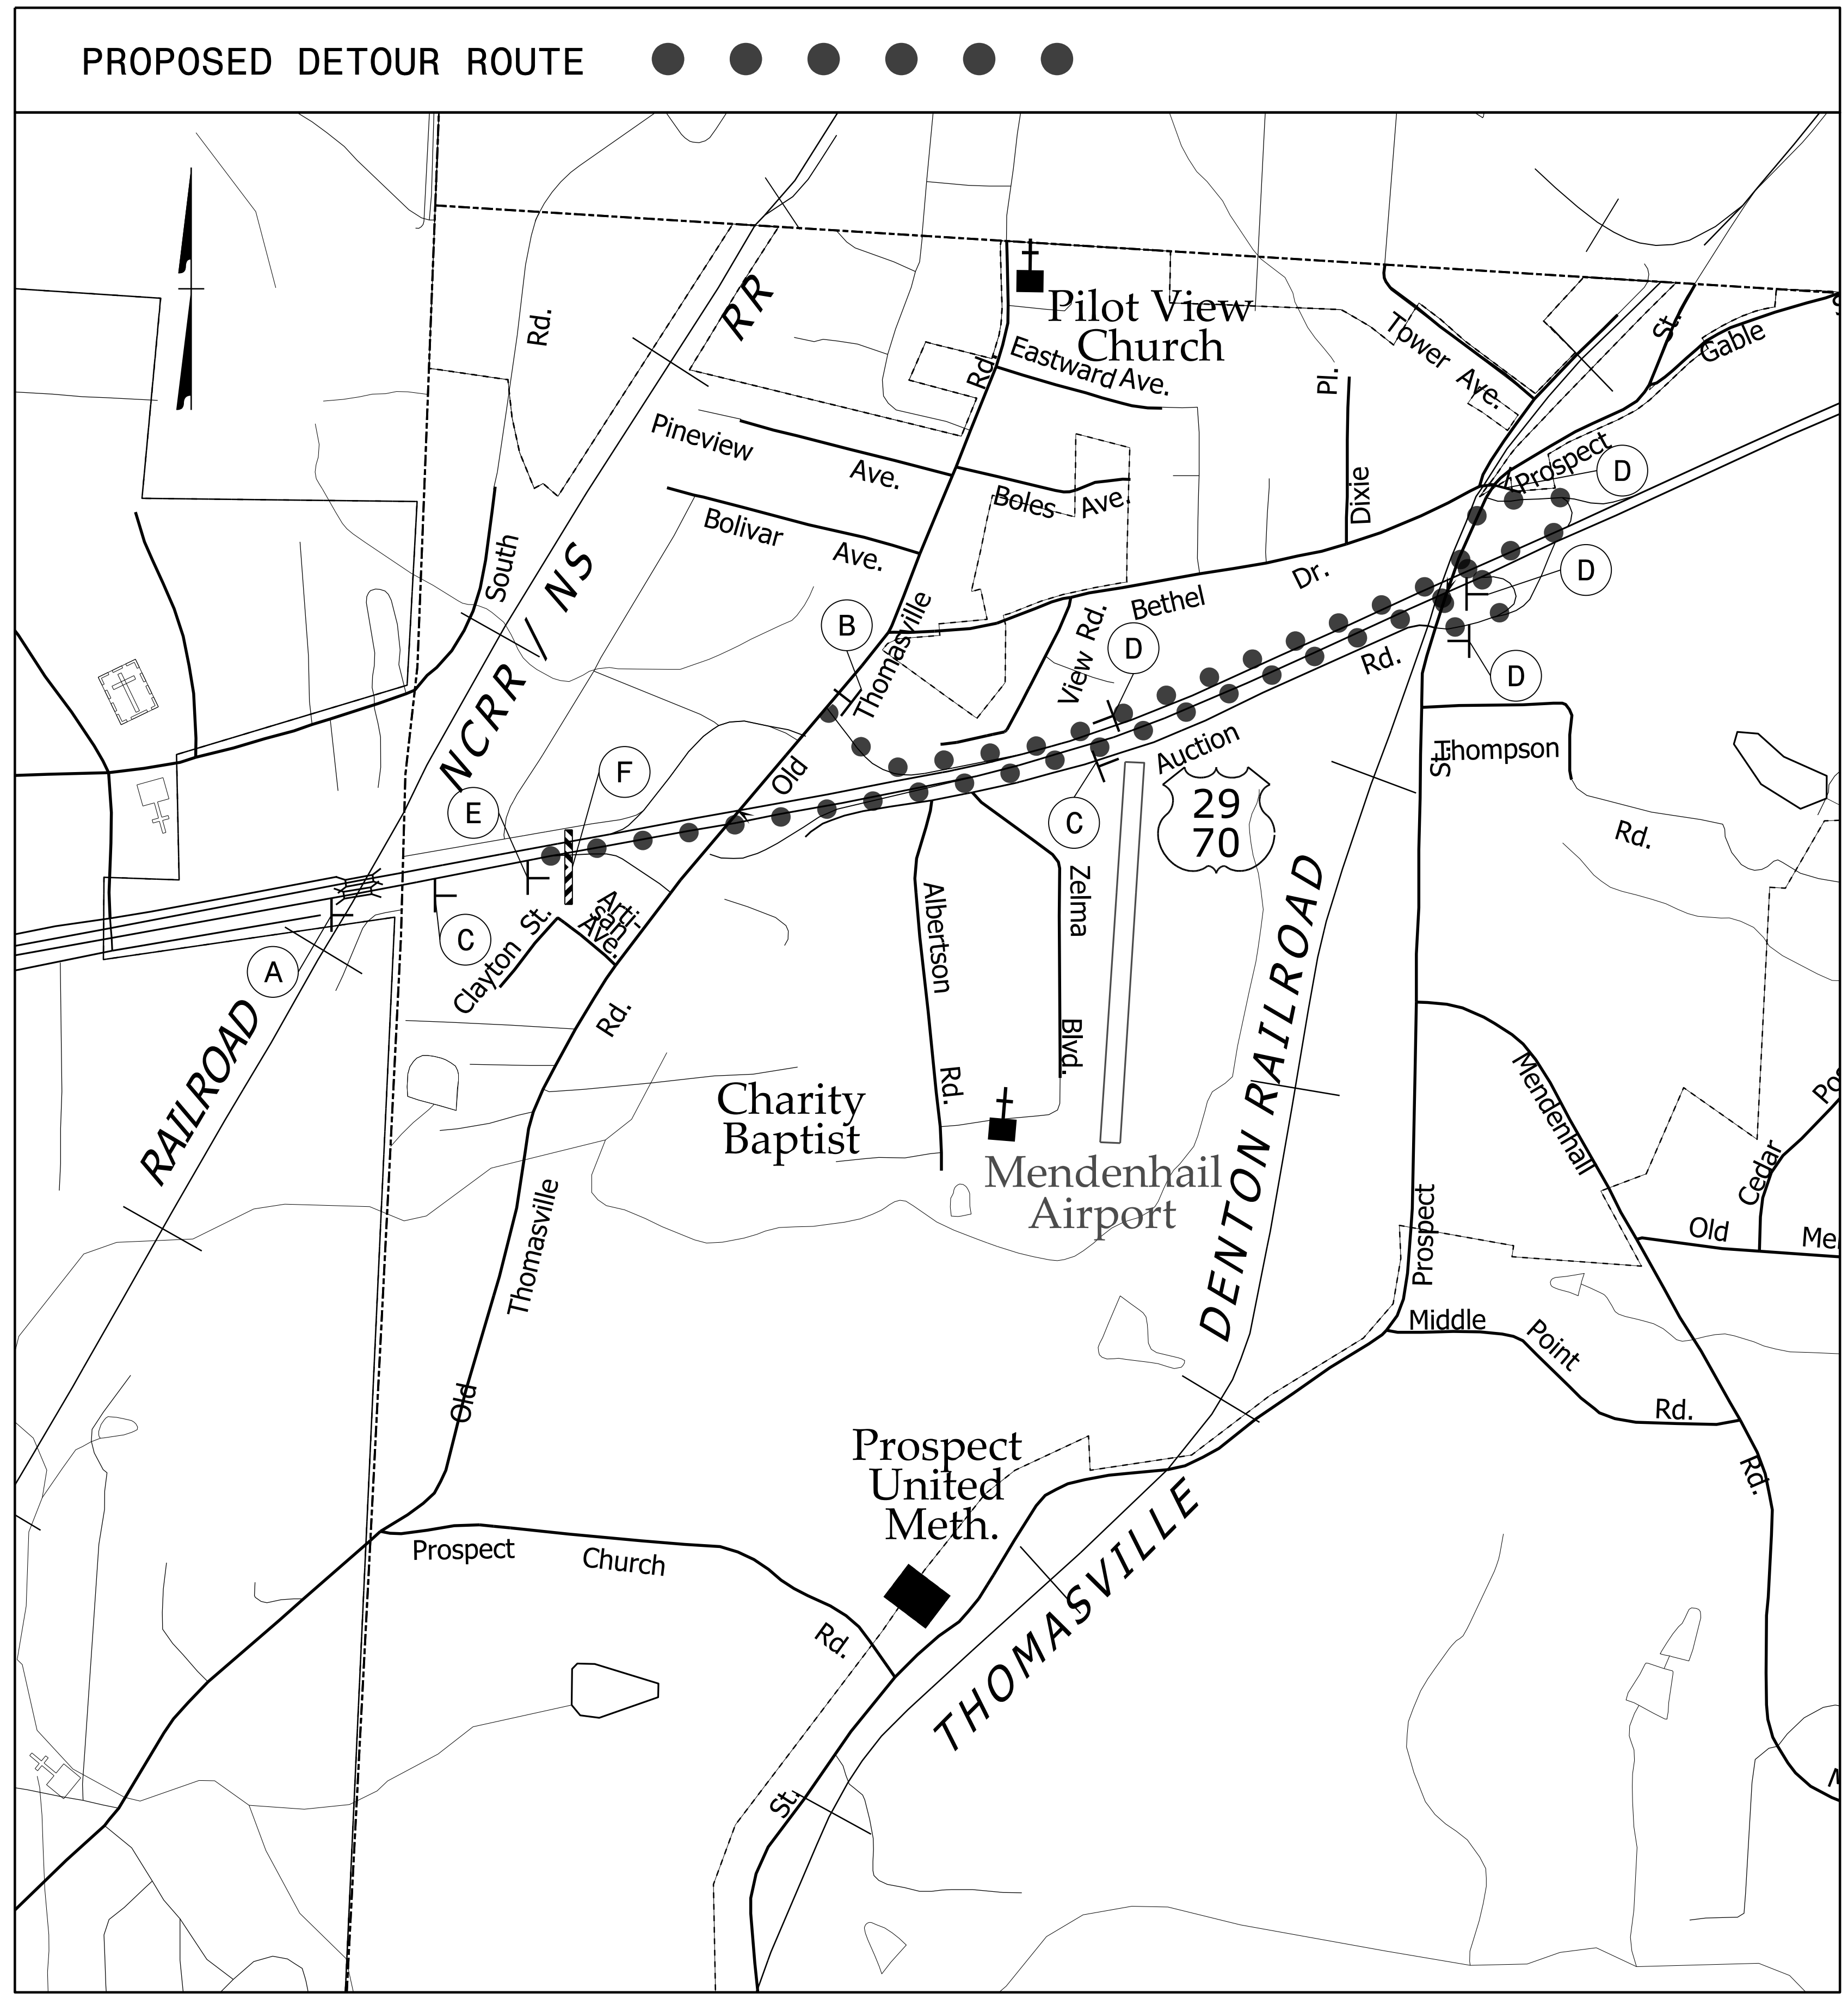 PROPOSED DETOUR ROUTE
Rd.
RR
Pilot View
Church
Rd.
Eastward Ave.
Pl.
Tower Ave.
St.
Gable
Pineview
Ave.
Boles Ave.
Dixie
Prospect
D
Bolivar
Ave.
South
NCRR / NS
B
Thomasville
View Rd.
Bethel
Dr.
D
D
Rd.
D
Old
Auction
St.
Thompson
F
E
29
70
C
Rd.
Arti-
san
Ave.
Clayton St.
C
A
Albertson
Rd.
Zelma
Blvd.
Rd.
RAILROAD
DENTON RAILROAD
Charity
Baptist
Mendenhall
Mendenhail
Airport
Cedar
Thomasville
Prospect
Old
Middle
Point
Rd.
Old
Prospect
United
Meth.
Rd.
Prospect Church
Rd.
THOMASVILLE
St.